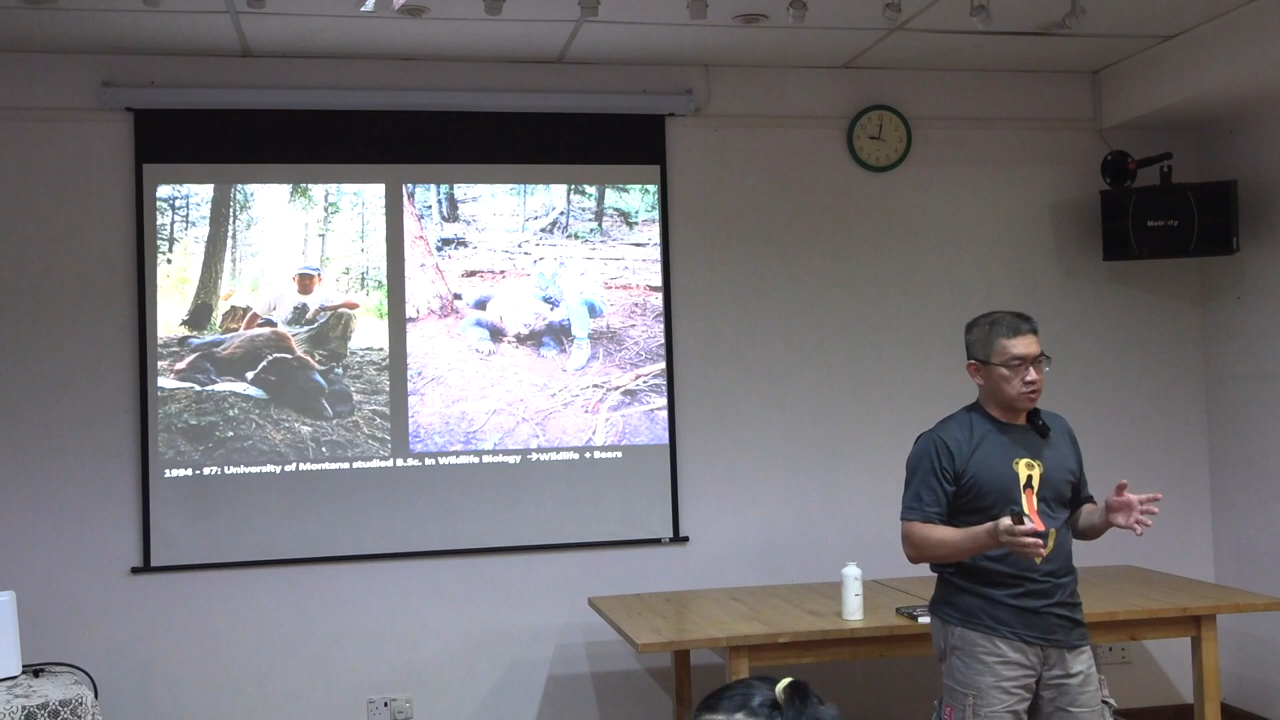 1994 - 97: University of Montana studied B.Sc. in Wildlife Biology →Wildlife + Bears